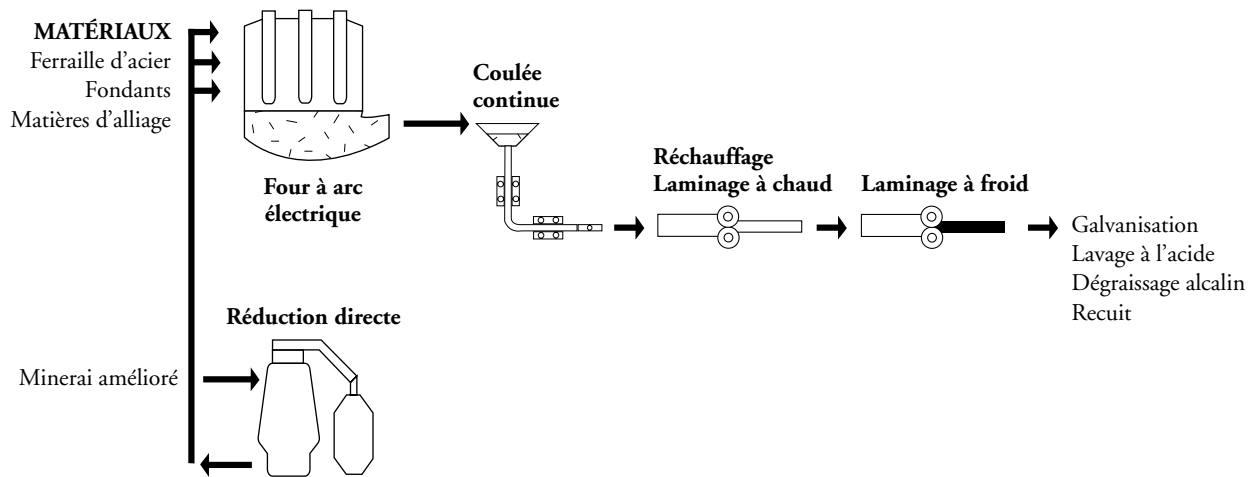 MATÉRIAUX
Ferraille d’acier
Fondants
Matières d’alliage
Four à arc
électrique
Coulée
continue
Réchauffage
Laminage à chaud
Laminage à froid
Galvanisation
Lavage à l’acide
Dégraissage alcalin
Recuit
Réduction directe
Minerai amélioré